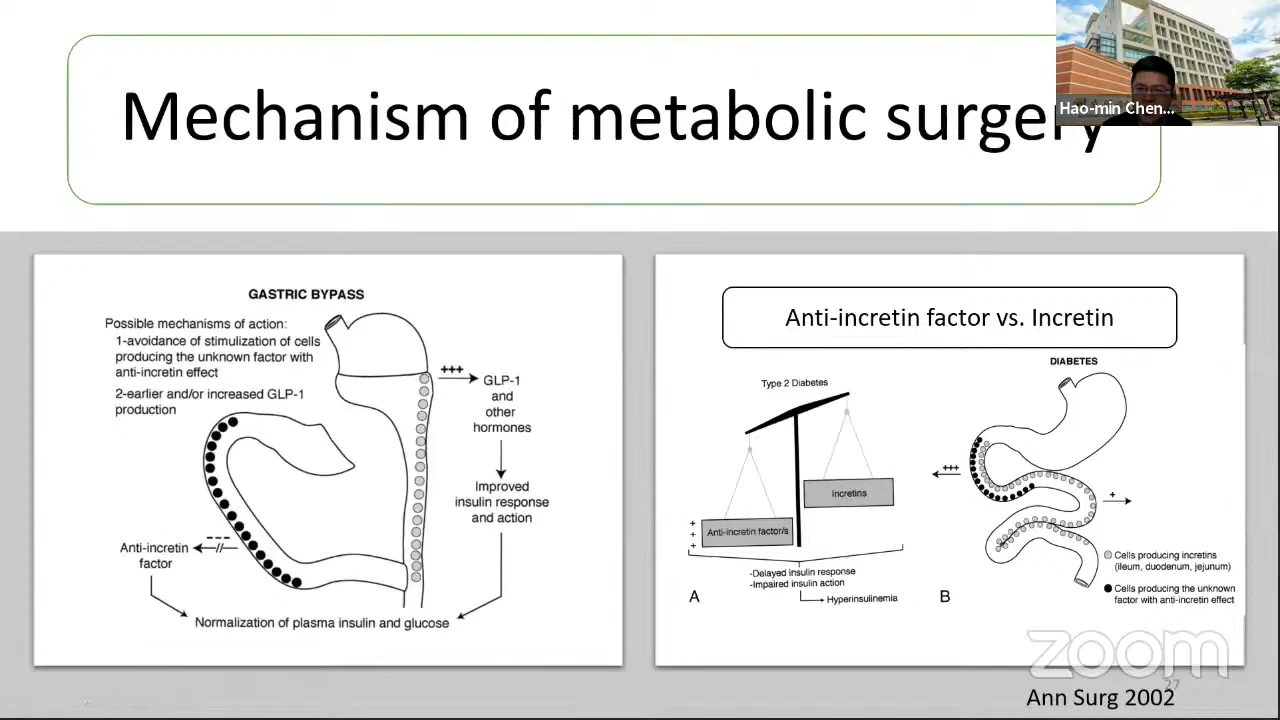 Mechanism of metabolic surgery
Hao-min Chen...
GASTRIC BYPASS
Possible mechanisms of action:
1-avoidance of stimulization of cells
producing the unknown factor with
anti-incretin effect
2-earlier and/or increased GLP-1
production
+++
GLP-1
and
other
hormones
Improved
insulin response
and action
Anti-incretin
factor
---
//
Normalization of plasma insulin and glucose
Anti-incretin factor vs. Incretin
DIABETES
Type 2 Diabetes
Incretins
Anti-incretin factor/s
+
+
+
-Delayed insulin response
-Impaired insulin action
Hyperinsulinemia
A
+++
+
Cells producing incretins
(ileum, duodenum, jejunum)
Cells producing the unknown
factor with anti-incretin effect
B
zoom
27
Ann Surg 2002